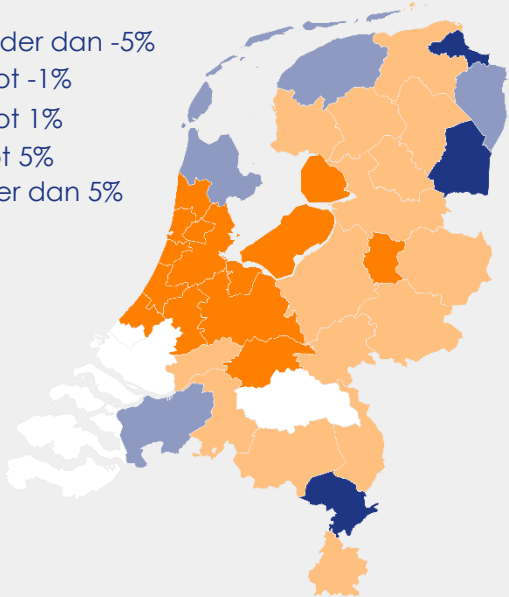 der dan -5%
ot -1%
ot 1%
t 5%
er dan 5%